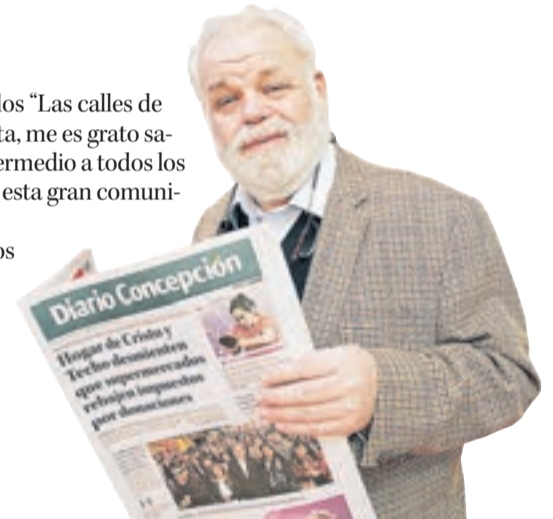 los “Las calles de
ta, me es grato sa-
ermedio a todos los
esta gran comuni-
os
Diario Concepción
Hogar de Cristo y
Techo desmienten
que supermercados
rebajen impuestos
por donaciones